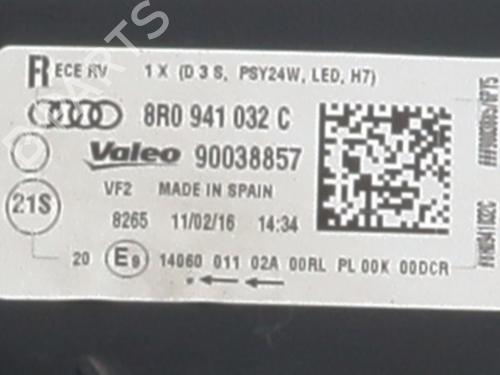 R ECE RV 1 X (D3S, PSY24W, LED, H7)
8R0 941 032 C
Valeo 90038857
VF2 MADE IN SPAIN
21S
8265 11/02/16 14:34
20 E9 14060 011 02A 00RL PL 00K 00DCR